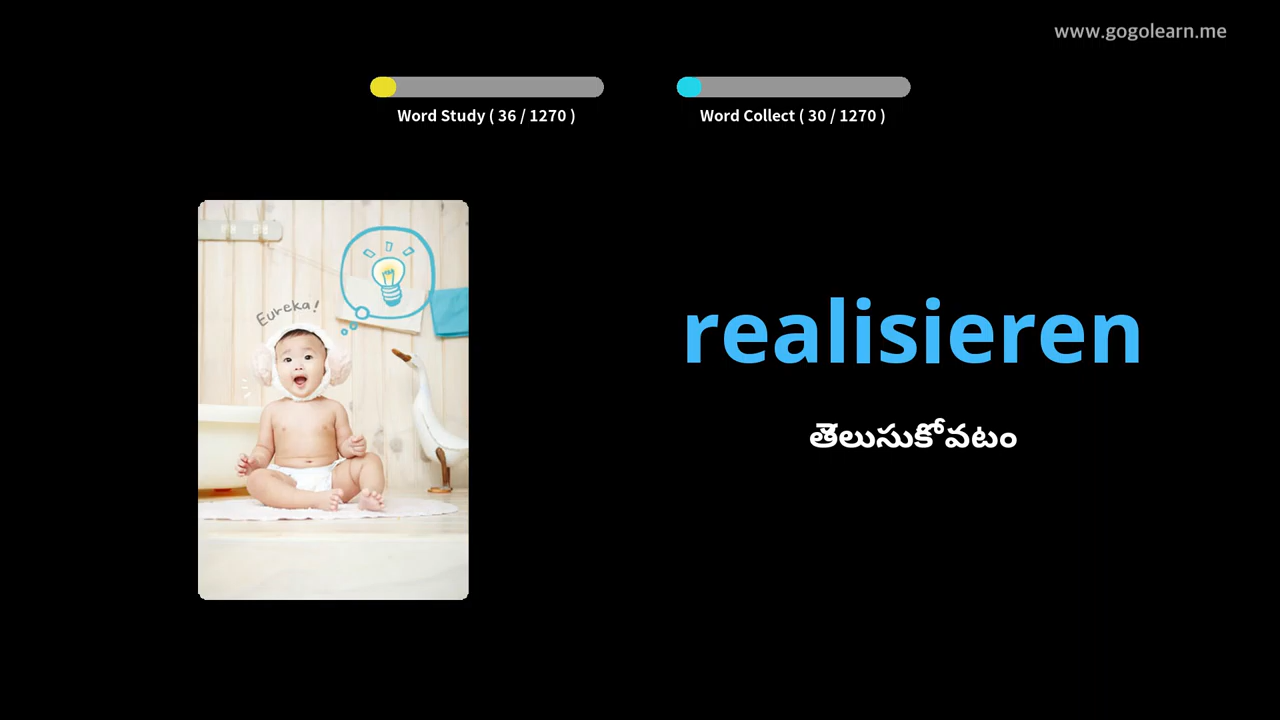 www.gogolearn.me
Word Study ( 36 / 1270 )
Word Collect ( 30 / 1270 )
Eureka!
realisieren
తెలుసుకోవటం